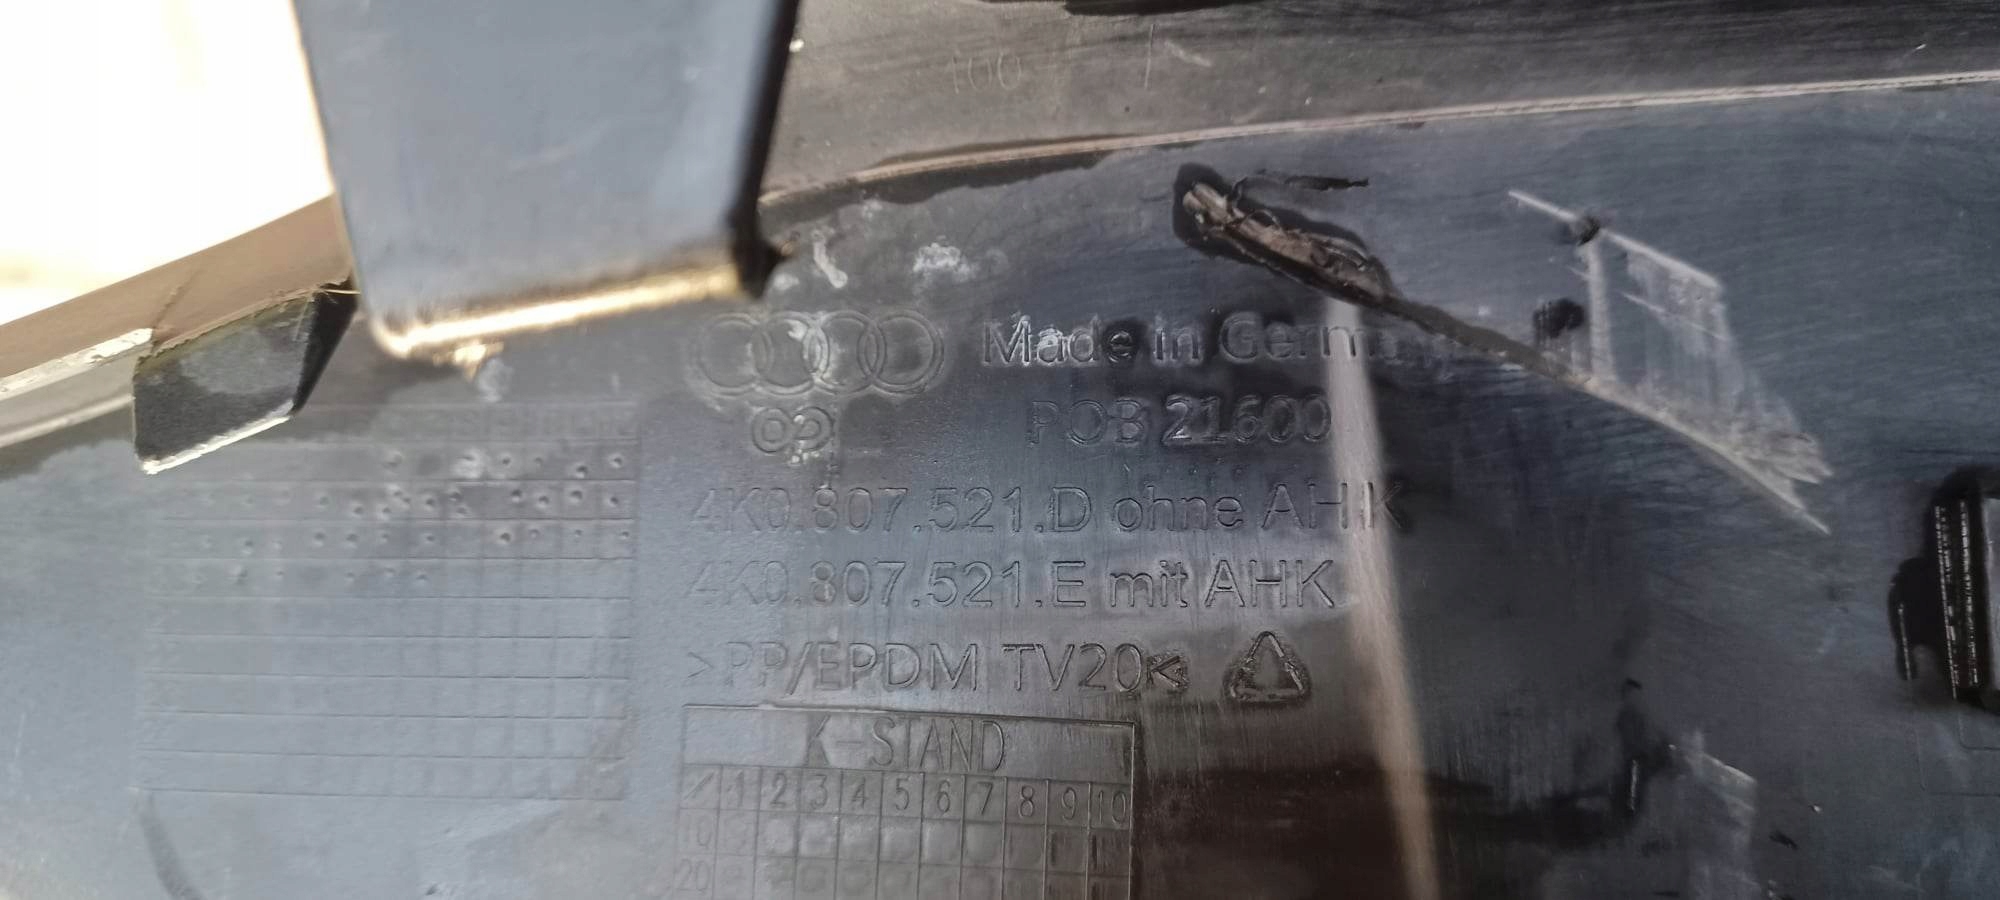 100
Made in Germany
POB 21600
4K0.807.521.D ohne AHK
4K0.807.521.E mit AHK
>PP/EPDM TV20<
K-STAND
1 2 3 4 5 6 7 8 9 10
10
20